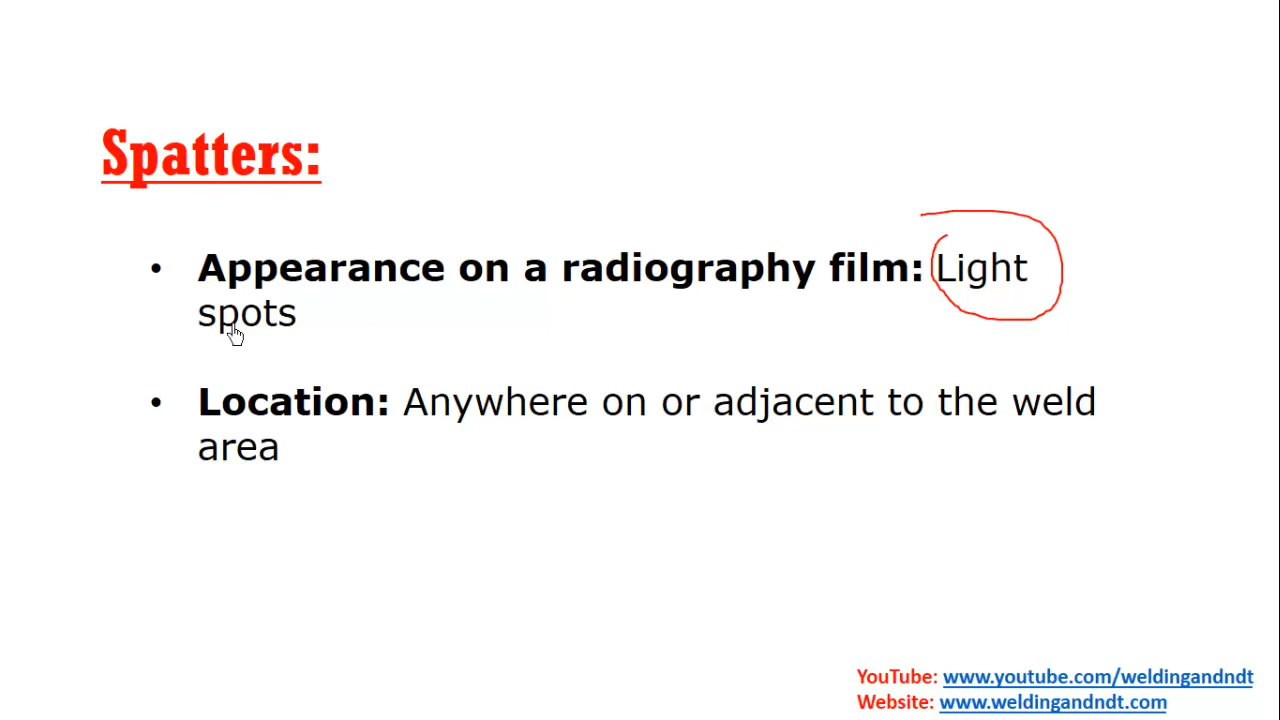 Spatters:
• Appearance on a radiography film: Light
spots
• Location: Anywhere on or adjacent to the weld
area
YouTube: www.youtube.com/weldingandndt
Website: www.weldingandndt.com